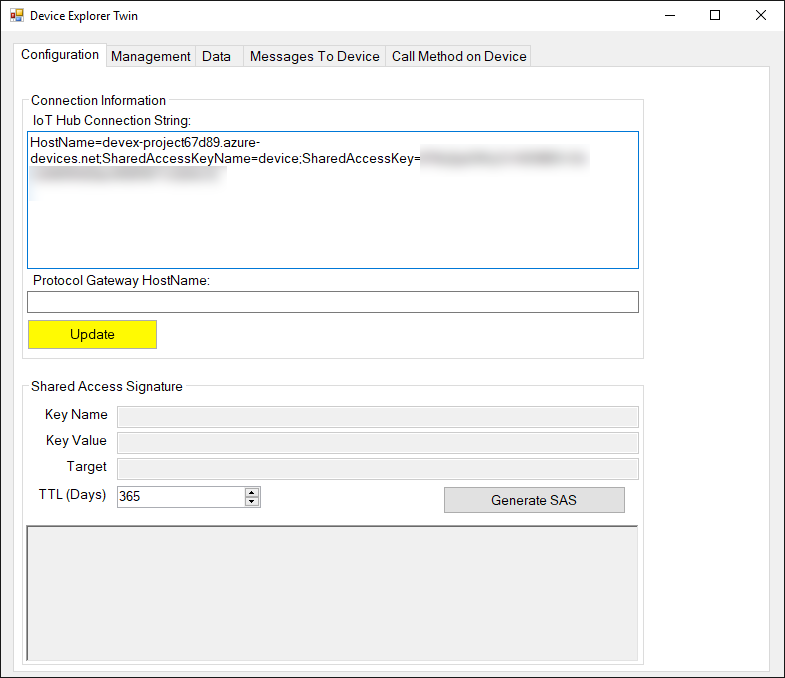 Device Explorer Twin
Configuration Management Data Messages To Device Call Method on Device
Connection Information
IoT Hub Connection String:
HostName=devex-project67d89.azure-
devices.net;SharedAccessKeyName=device;SharedAccessKey=
Protocol Gateway HostName:
Update
Shared Access Signature
Key Name
Key Value
Target
TTL (Days) 365 Generate SAS